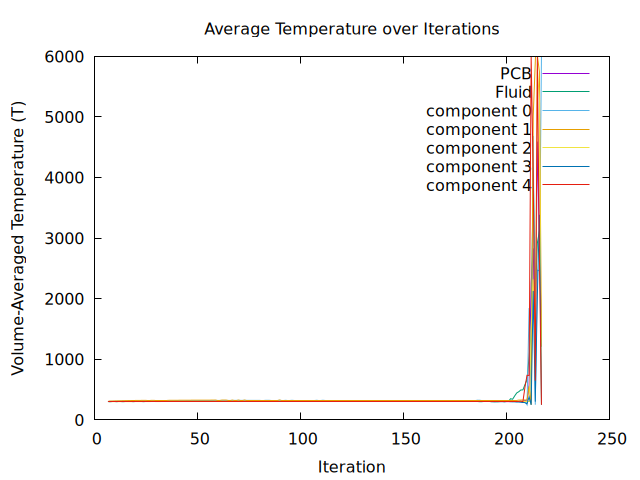 Average Temperature over Iterations
6000
5000
4000
3000
2000
1000
0
Volume-Averaged Temperature (T)
PCB
Fluid
component 0
component 1
component 2
component 3
component 4
0 50 100 150 200 250
Iteration